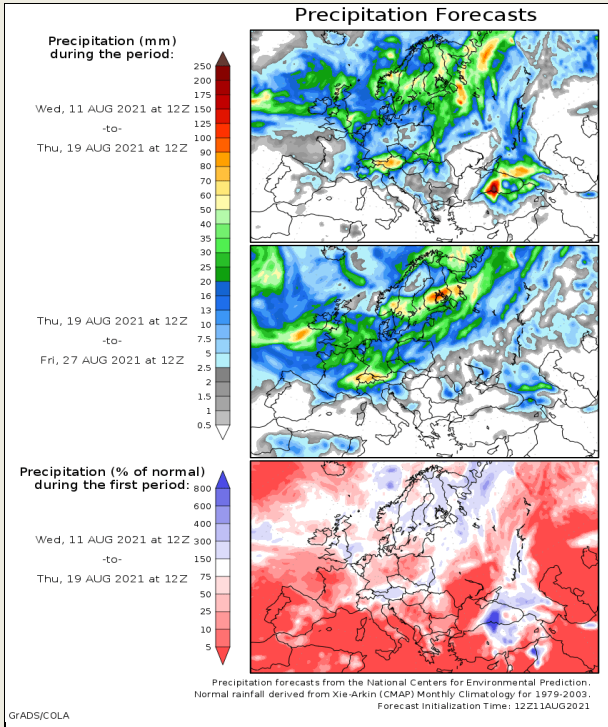 Precipitation Forecasts
Precipitation (mm)
during the period:
Wed, 11 AUG 2021 at 12Z
-to-
Thu, 19 AUG 2021 at 12Z
250
200
175
150
125
100
90
80
70
60
50
40
35
30
25
20
16
13
10
7.5
5
2.5
2
1.5
1
0.5
Thu, 19 AUG 2021 at 12Z
-to-
Fri, 27 AUG 2021 at 12Z
Precipitation (% of normal)
during the first period:
Wed, 11 AUG 2021 at 12Z
-to-
Thu, 19 AUG 2021 at 12Z
800
600
400
300
150
75
50
25
10
5
Precipitation forecasts from the National Centers for Environmental Prediction.
Normal rainfall derived from Xie-Arkin (CMAP) Monthly Climatology for 1979-2003.
Forecast Initialization Time: 12Z11AUG2021
GrADS/COLA